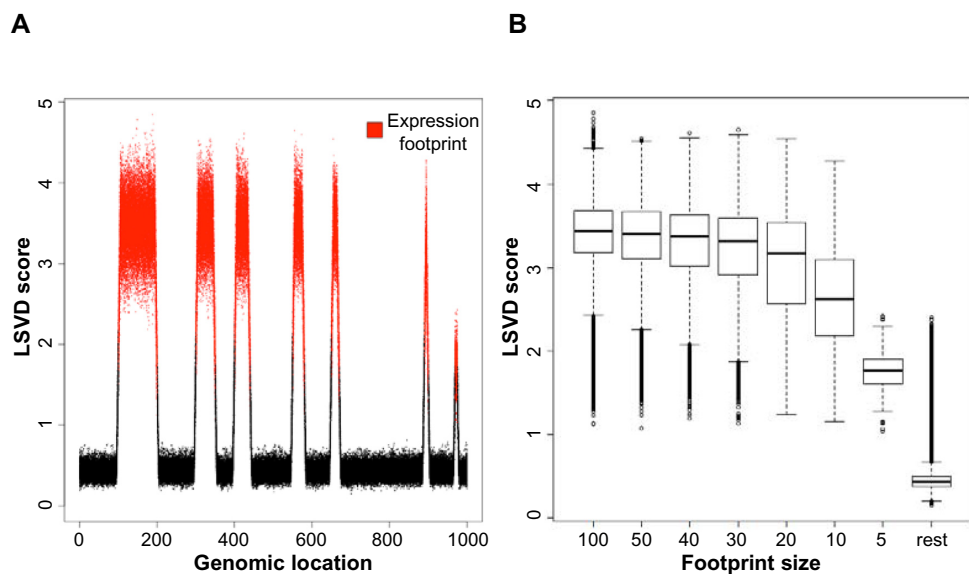 A
B
Expression
footprint
LSVD score
5
4
3
2
1
0
0
200
400
600
800
1000
Genomic location
LSVD score
5
4
3
2
1
0
100
50
40
30
20
10
5
rest
Footprint size